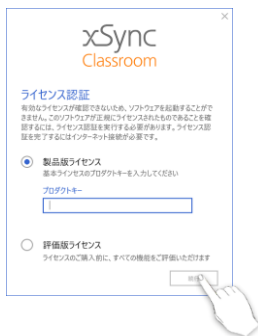 xSync
Classroom
ライセンス認証
有効なライセンスが確認できないため、ソフトウェアを起動することがで
きません。このソフトウェアが正規にライセンスされたものであることを確
認するには、ライセンス認証を実行する必要があります。ライセンス認
証を完了するにはインターネット接続が必要です。
製品版ライセンス
基本ラインセスのプロダクトキーを入力してください
プロダクトキー
評価版ライセンス
ライセンスのご購入前に、すべての機能をご評価いただけます